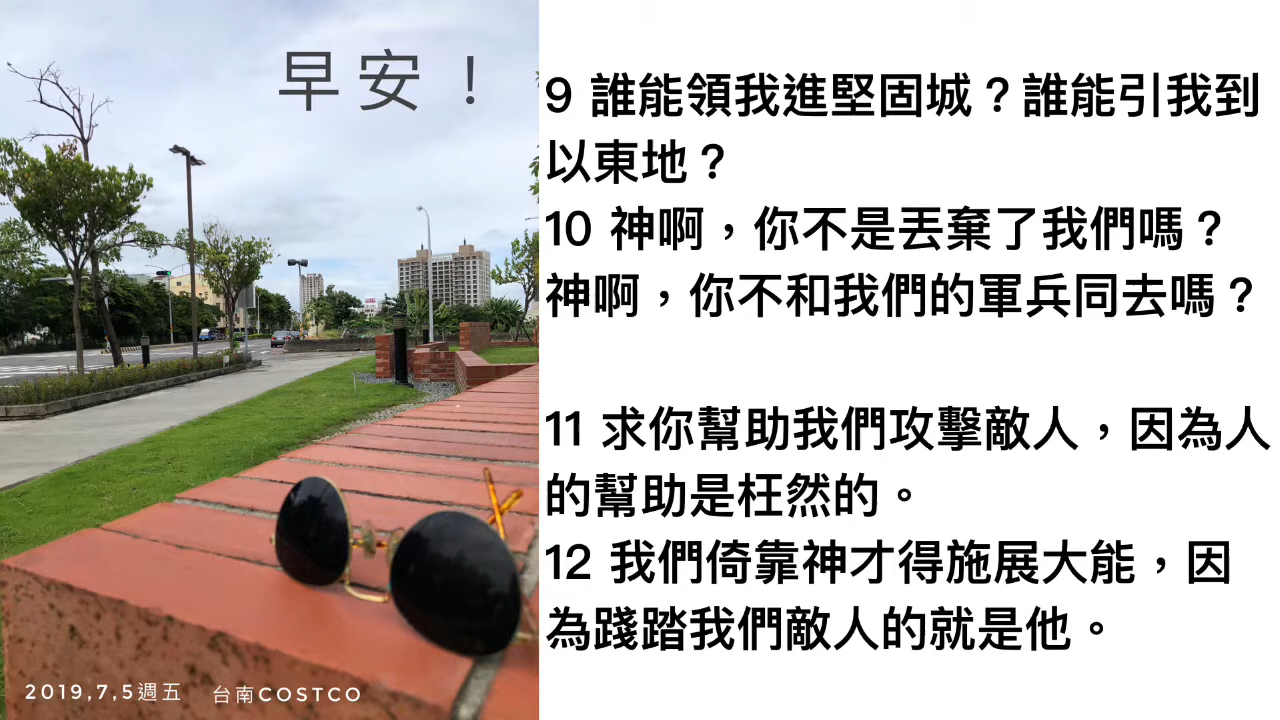 早安！
2019,7,5週五 台南COSTCO
9 誰能領我進堅固城？誰能引我到
以東地？
10 神啊，你不是丟棄了我們嗎？
神啊，你不和我們的軍兵同去嗎？
11 求你幫助我們攻擊敵人，因為人
的幫助是枉然的。
12 我們倚靠神才得施展大能，因
為踐踏我們敵人的就是他。